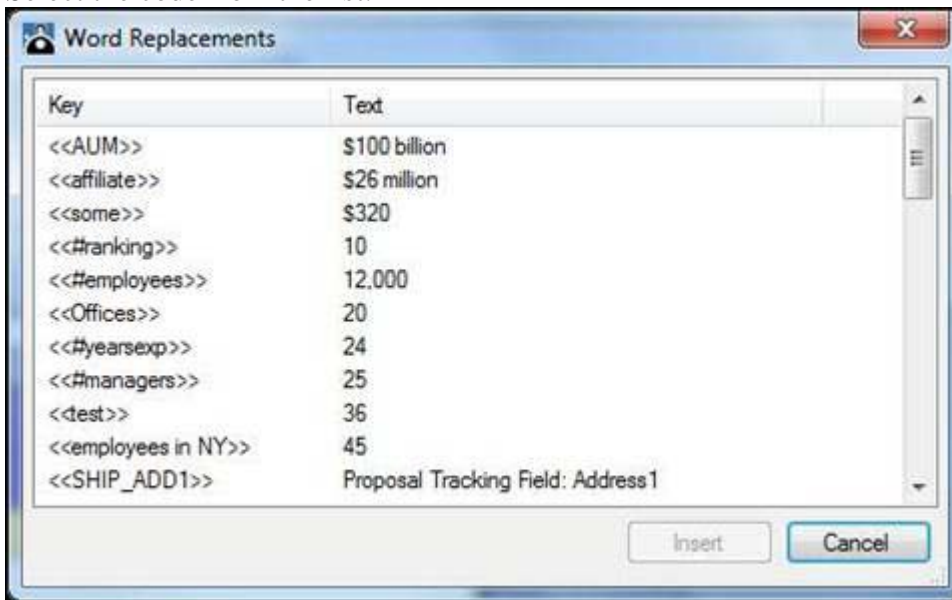 Word Replacements
Key Text
<<AUM>> $100 billion
<<affiliate>> $26 million
<<some>> $320
<<#ranking>> 10
<<#employees>> 12,000
<<Offices>> 20
<<#yearsexp>> 24
<<#managers>> 25
<<test>> 36
<<employees in NY>> 45
<<SHIP_ADD1>> Proposal Tracking Field: Address1
Insert Cancel